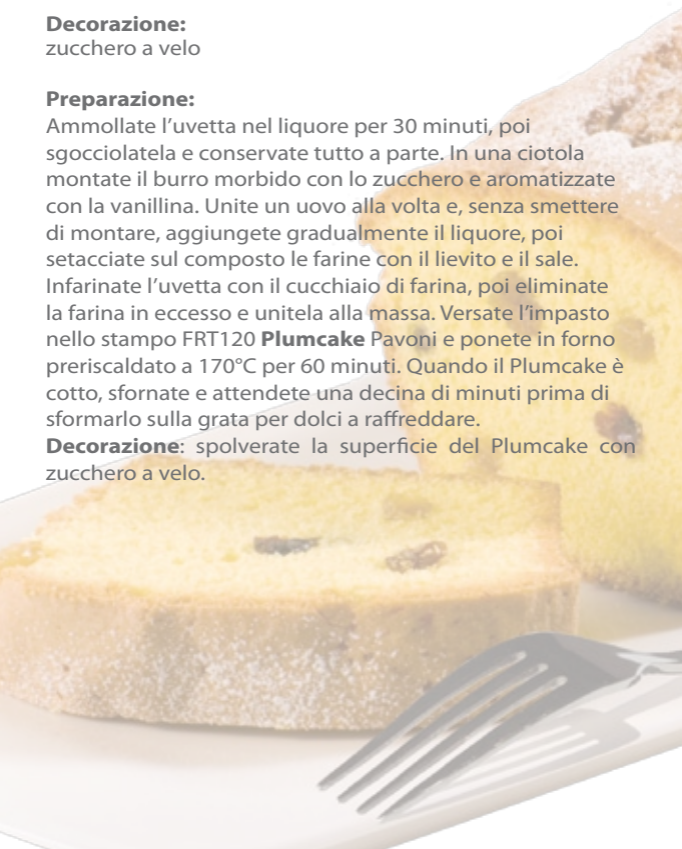 Decorazione:
zucchero a velo
Preparazione:
Ammollate l’uvetta nel liquore per 30 minuti, poi
sgocciolatela e conservate tutto a parte. In una ciotola
montate il burro morbido con lo zucchero e aromatizzate
con la vanillina. Unite un uovo alla volta e, senza smettere
di montare, aggiungete gradualmente il liquore, poi
setacciate sul composto le farine con il lievito e il sale.
Infarinate l’uvetta con il cucchiaio di farina, poi eliminate
la farina in eccesso e unitela alla massa. Versate l’impasto
nello stampo FRT120 Plumcake Pavoni e ponete in forno
preriscaldato a 170°C per 60 minuti. Quando il Plumcake è
cotto, sfornate e attendete una decina di minuti prima di
sformarlo sulla grata per dolci a raffreddare.
Decorazione: spolverate la superficie del Plumcake con
zucchero a velo.